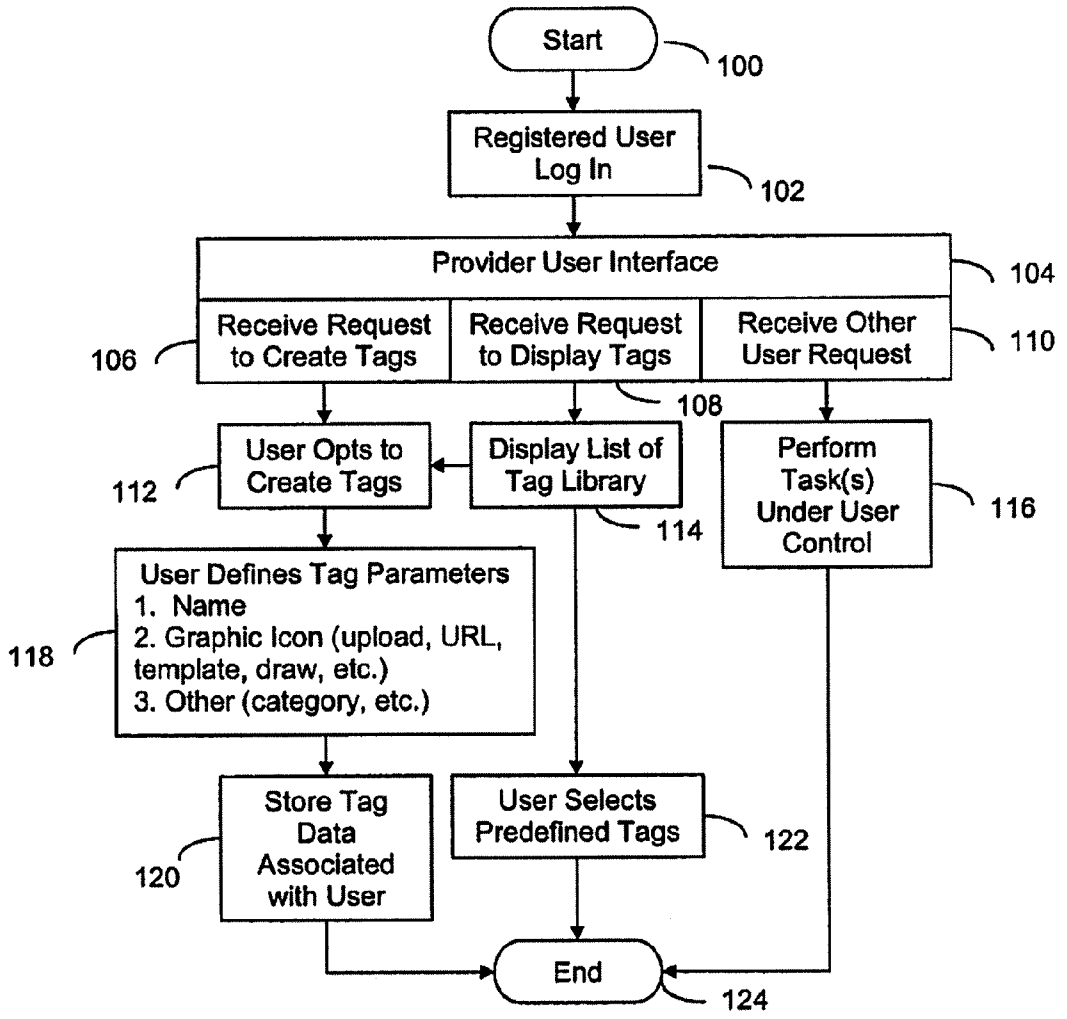 Start
100
Registered User
Log In
102
Provider User Interface
104
Receive Request
to Create Tags
106
Receive Request
to Display Tags
108
Receive Other
User Request
110
User Opts to
Create Tags
112
Display List of
Tag Library
114
Perform
Task(s)
Under User
Control
116
User Defines Tag Parameters
1. Name
2. Graphic Icon (upload, URL,
template, draw, etc.)
3. Other (category, etc.)
118
Store Tag
Data
Associated
with User
120
User Selects
Predefined Tags
122
End
124